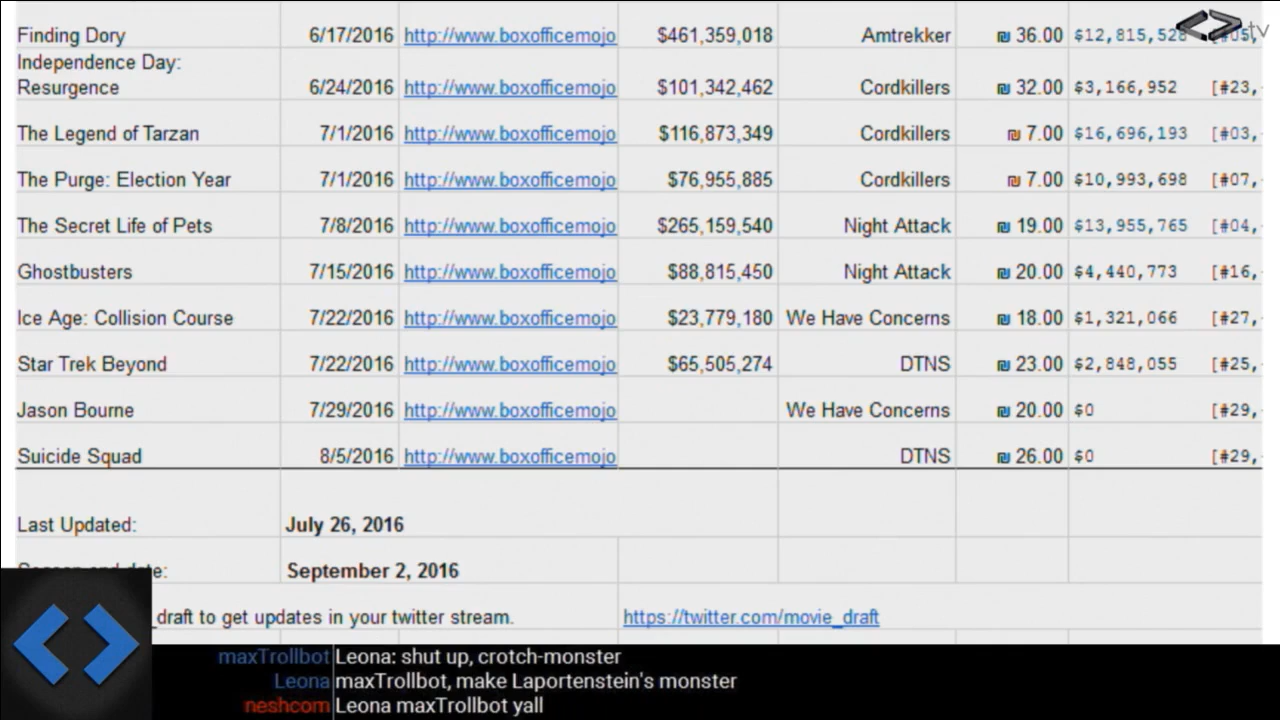 Finding Dory 6/17/2016 http://www.boxofficemojo $461,359,018 Amtrekker ₪ 36.00 $12,815,528 tv
Independence Day:
Resurgence 6/24/2016 http://www.boxofficemojo $101,342,462 Cordkillers ₪ 32.00 $3,166,952 [#23,
The Legend of Tarzan 7/1/2016 http://www.boxofficemojo $116,873,349 Cordkillers ₪ 7.00 $16,696,193 [#03,
The Purge: Election Year 7/1/2016 http://www.boxofficemojo $76,955,885 Cordkillers ₪ 7.00 $10,993,698 [#07,
The Secret Life of Pets 7/8/2016 http://www.boxofficemojo $265,159,540 Night Attack ₪ 19.00 $13,955,765 [#04,
Ghostbusters 7/15/2016 http://www.boxofficemojo $88,815,450 Night Attack ₪ 20.00 $4,440,773 [#16,
Ice Age: Collision Course 7/22/2016 http://www.boxofficemojo $23,779,180 We Have Concerns ₪ 18.00 $1,321,066 [#27,
Star Trek Beyond 7/22/2016 http://www.boxofficemojo $65,505,274 DTNS ₪ 23.00 $2,848,055 [#25,
Jason Bourne 7/29/2016 http://www.boxofficemojo We Have Concerns ₪ 20.00 $0 [#29,
Suicide Squad 8/5/2016 http://www.boxofficemojo DTNS ₪ 26.00 $0 [#29,
Last Updated: July 26, 2016
date: September 2, 2016
_draft to get updates in your twitter stream. https://twitter.com/movie_draft
maxTrollbot Leona: shut up, crotch-monster
Leona maxTrollbot, make Laportenstein's monster
neshcom Leona maxTrollbot yall